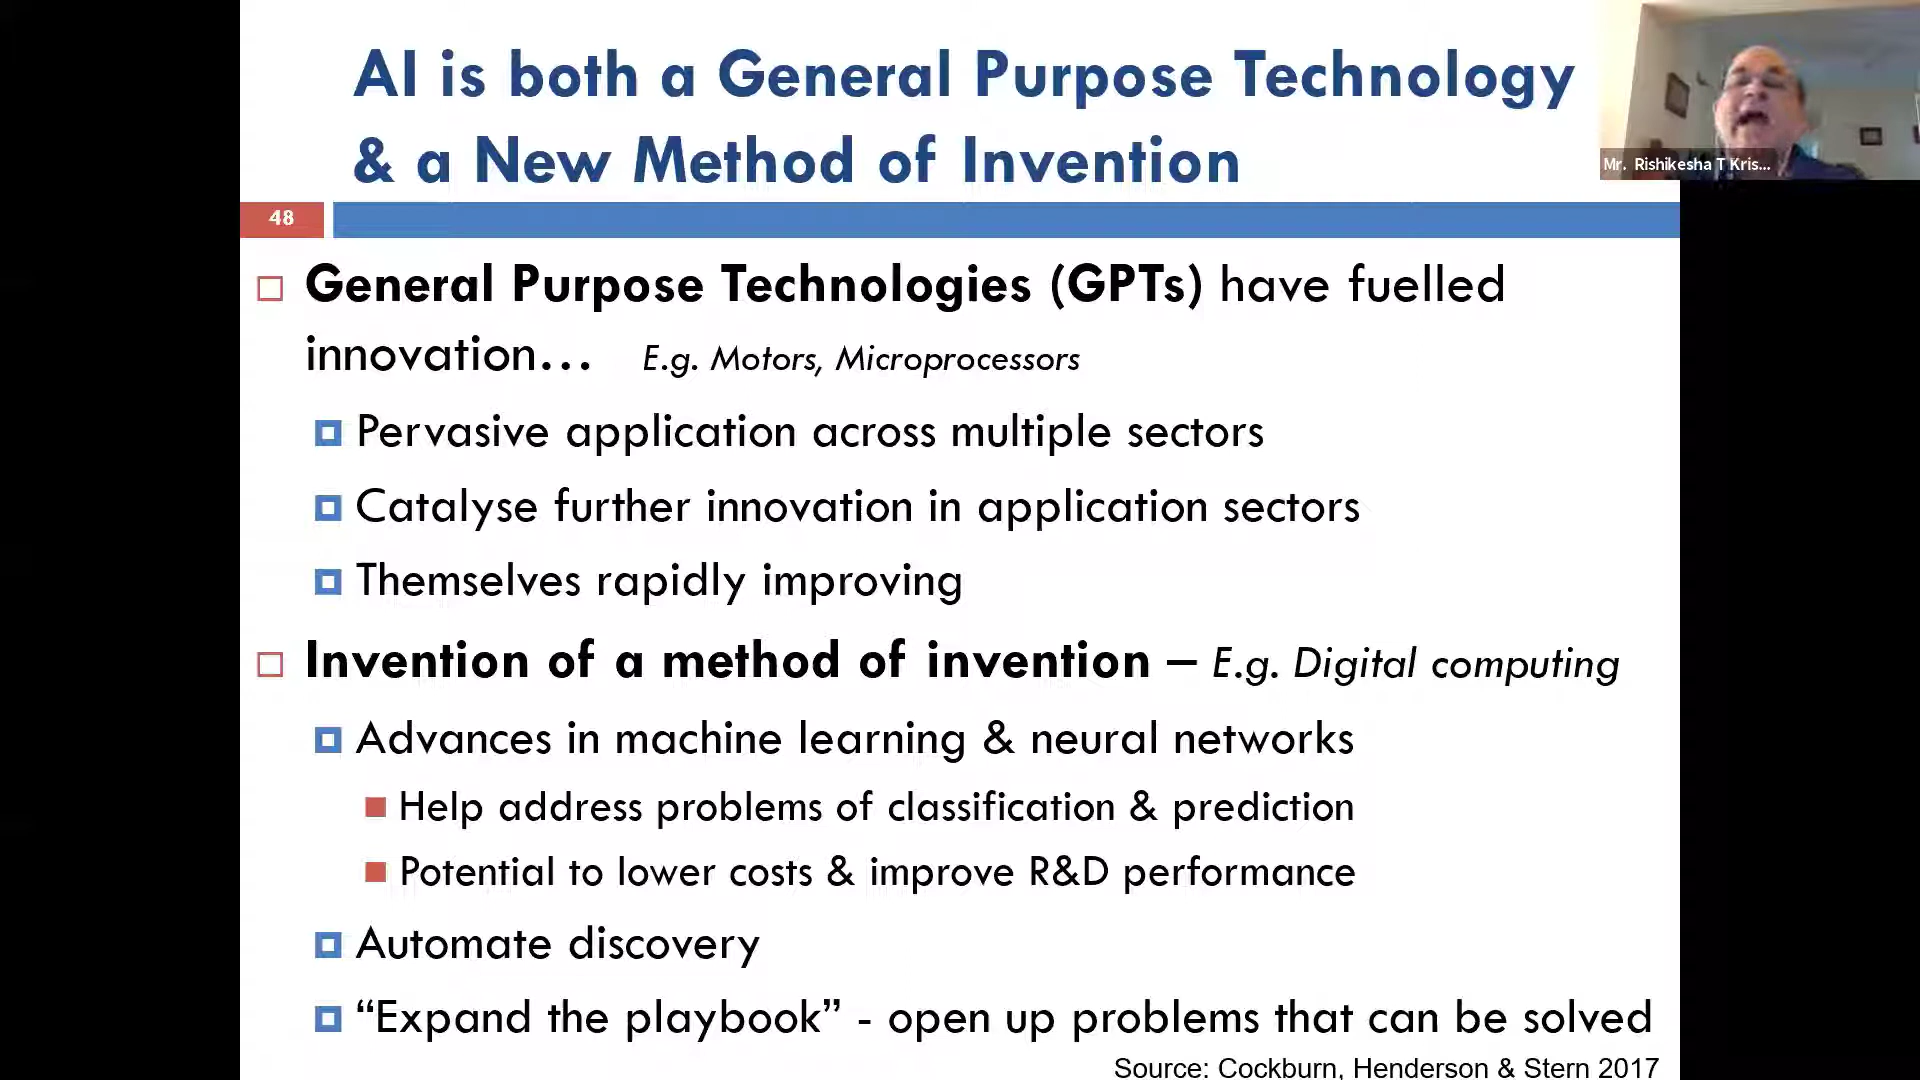 AI is both a General Purpose Technology
& a New Method of Invention
Mr. Rishikesha T Kris...
48
General Purpose Technologies (GPTs) have fuelled
innovation... E.g. Motors, Microprocessors
Pervasive application across multiple sectors
Catalyse further innovation in application sectors
Themselves rapidly improving
Invention of a method of invention – E.g. Digital computing
Advances in machine learning & neural networks
Help address problems of classification & prediction
Potential to lower costs & improve R&D performance
Automate discovery
“Expand the playbook” - open up problems that can be solved
Source: Cockburn, Henderson & Stern 2017